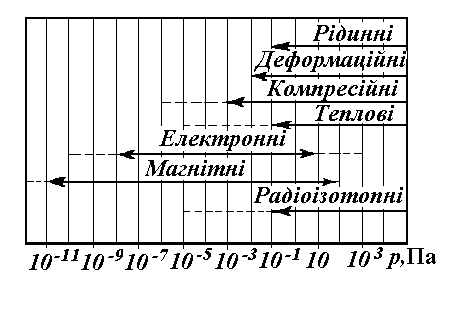 Рідинні
Деформаційні
Компресійні
Теплові
Електронні
Магнітні
Радіоізотопні
10⁻¹¹ 10⁻⁹ 10⁻⁷ 10⁻⁵ 10⁻³ 10⁻¹ 10 10³ p,Па